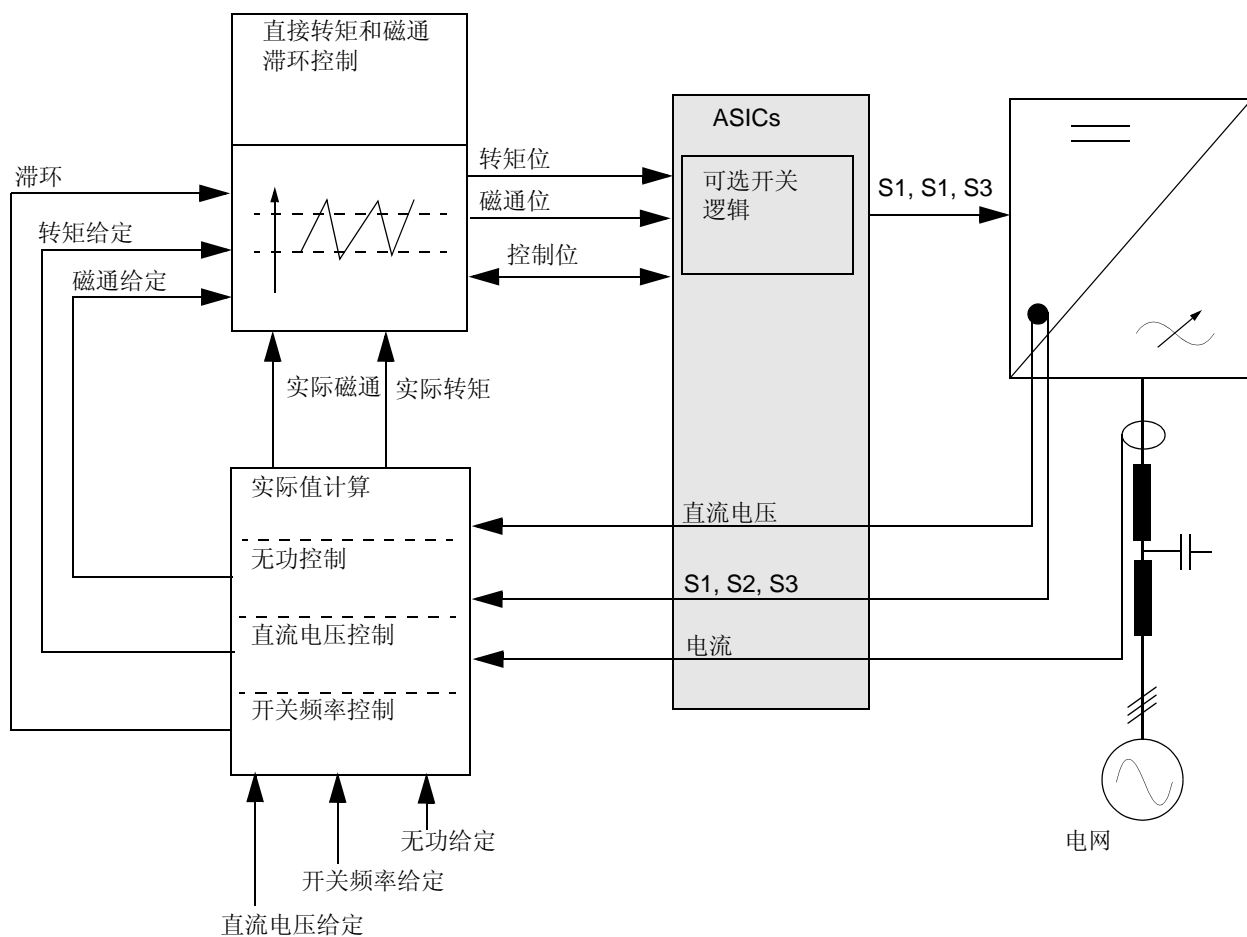 直接转矩和磁通
滞环控制
ASICs
可选开关
逻辑
滞环
转矩给定
磁通给定
转矩位
磁通位
控制位
S1, S1, S3
实际磁通
实际转矩
实际值计算
无功控制
直流电压控制
开关频率控制
直流电压
S1, S2, S3
电流
无功给定
开关频率给定
直流电压给定
电网